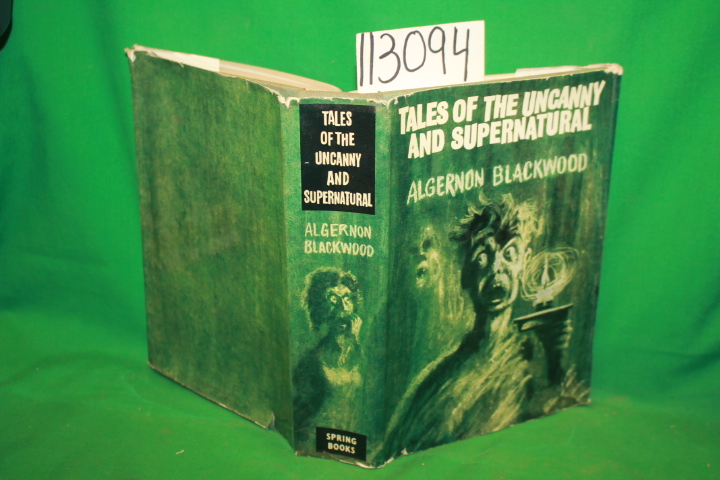 113094
TALES
OF THE
UNCANNY
AND
SUPERNATURAL
ALGERNON
BLACKWOOD
SPRING
BOOKS
TALES OF THE UNCANNY
AND SUPERNATURAL
ALGERNON BLACKWOOD